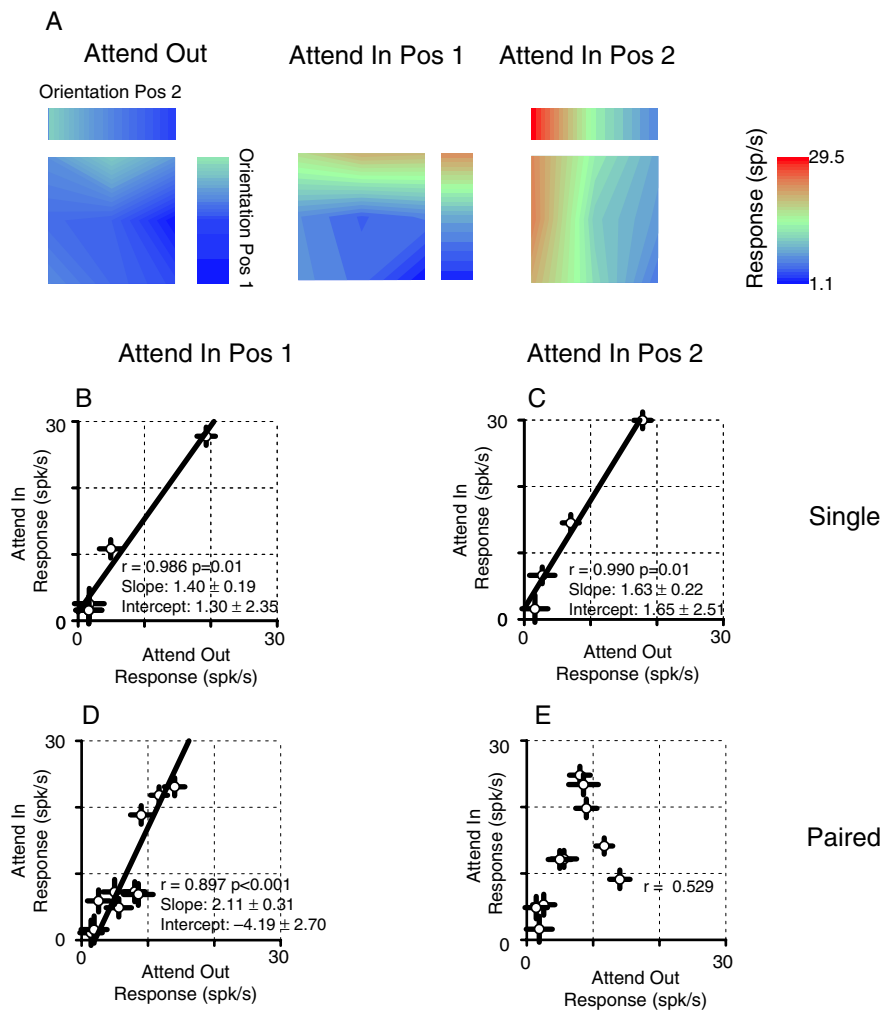 A
Attend Out
Attend In Pos 1
Attend In Pos 2
Orientation Pos 2
Orientation Pos 1
Response (sp/s)
29.5
1.1
Attend In Pos 1
Attend In Pos 2
B
30
Attend In
Response (spk/s)
r = 0.986 p=0.01
Slope: 1.40 ± 0.19
Intercept: 1.30 ± 2.35
0
0
30
Attend Out
Response (spk/s)
C
30
Attend In
Response (spk/s)
r = 0.990 p=0.01
Slope: 1.63 ± 0.22
Intercept: 1.65 ± 2.51
0
0
30
Attend Out
Response (spk/s)
Single
D
30
Attend In
Response (spk/s)
r = 0.897 p<0.001
Slope: 2.11 ± 0.31
Intercept: −4.19 ± 2.70
0
0
30
Attend Out
Response (spk/s)
E
30
Attend In
Response (spk/s)
r = 0.529
0
0
30
Attend Out
Response (spk/s)
Paired